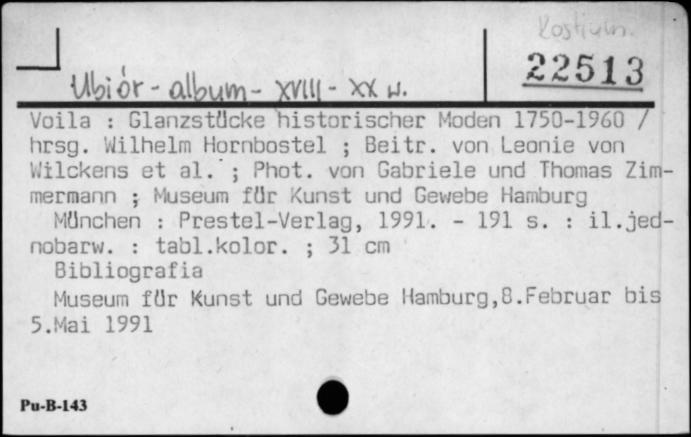 Kostium.
22513
Ubiór - album - XVIII - XX w.
Voila : Glanzstücke historischer Moden 1750-1960 /
hrsg. Wilhelm Hornbostel ; Beitr. von Leonie von
Wilckens et al. ; Phot. von Gabriele und Thomas Zim-
mermann ; Museum für Kunst und Gewebe Hamburg
München : Prestel-Verlag, 1991. - 191 s. : il.jed-
nobarw. : tabl.kolor. ; 31 cm
Bibliografia
Museum für Kunst und Gewebe Hamburg,8.Februar bis
5.Mai 1991
Pu-B-143